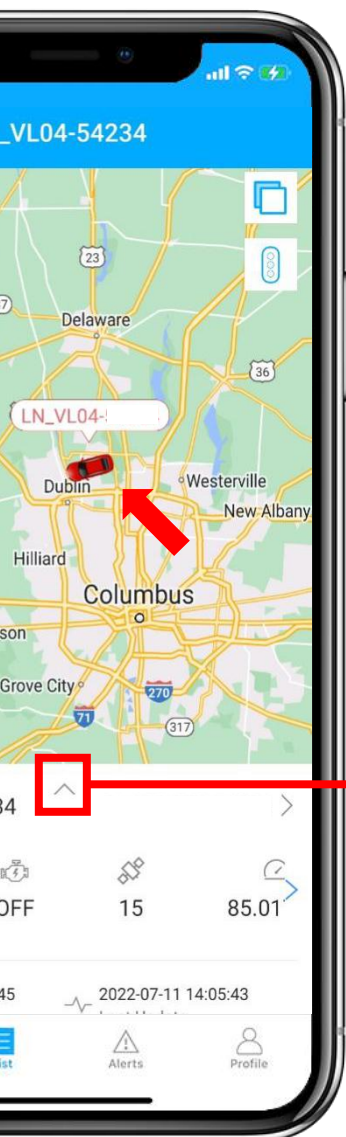 _VL04-54234
23
Delaware
36
LN_VL04-
Dublin
Westerville
New Albany
Hilliard
Columbus
son
Grove City
270
71
317
34
OFF
15
85.01
45
2022-07-11 14:05:43
ist
Alerts
Profile